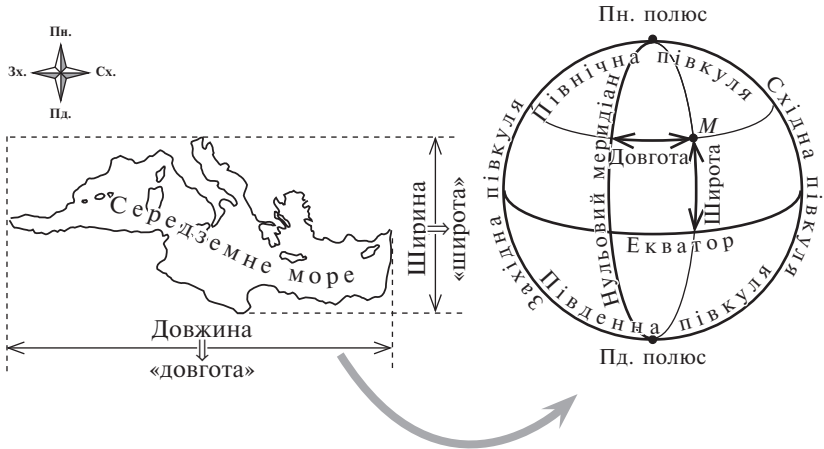 Пн.
Зх.
Сх.
Пд.
Середземне море
Ширина
«широта»
Довжина
«довгота»
Пн. полюс
Північна півкуля
Західна півкуля
Східна півкуля
Нульовий меридіан
M
Довгота
Широта
Екватор
Південна півкуля
Пд. полюс